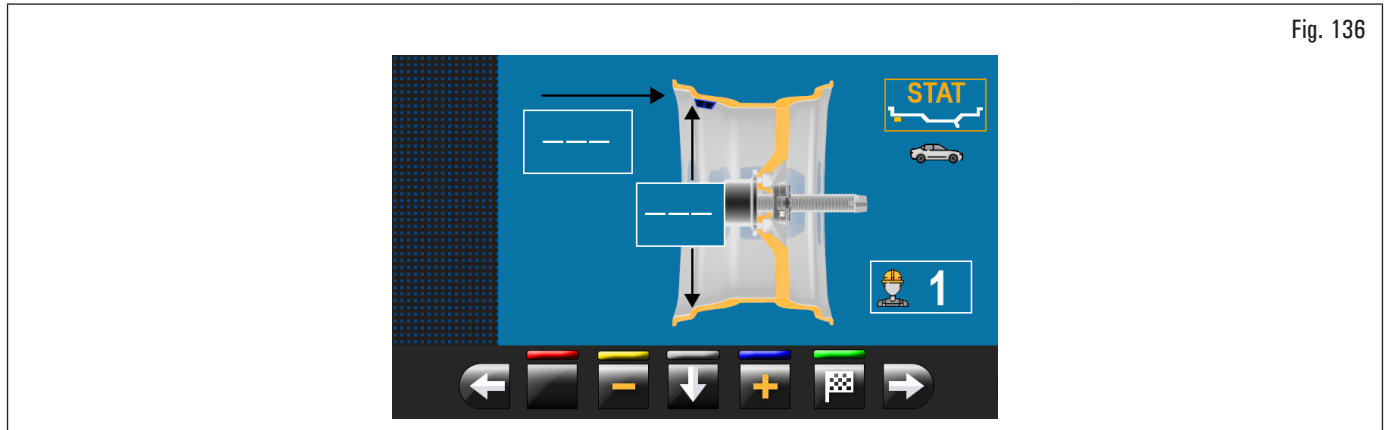 Fig. 136
STAT
– – –
– – –
1